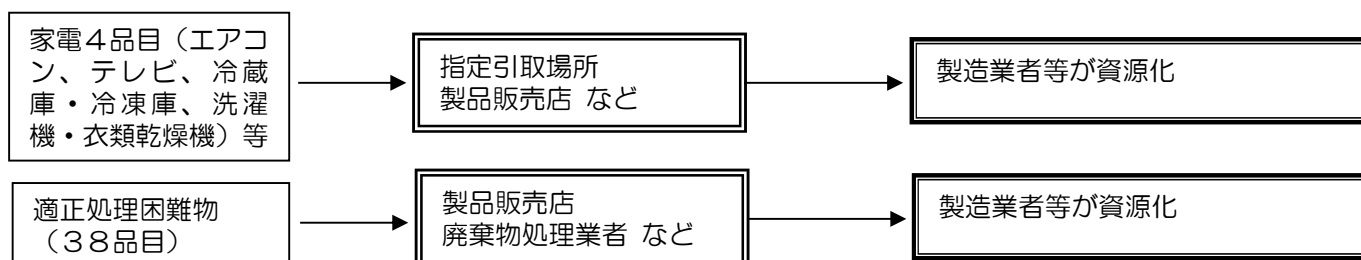 家電４品目（エアコ
ン、テレビ、冷蔵
庫・冷凍庫、洗濯
機・衣類乾燥機）等
指定引取場所
製品販売店 など
製造業者等が資源化
適正処理困難物
（３８品目）
製品販売店
廃棄物処理業者 など
製造業者等が資源化